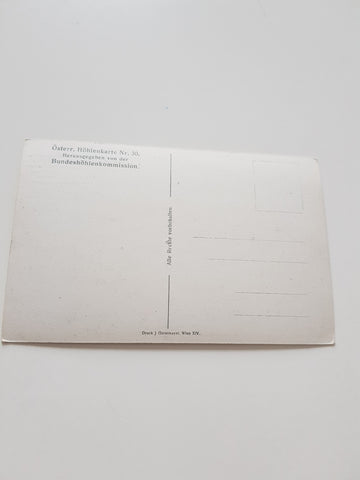 Österr. Höhlenkarte Nr. 30.
Herausgegeben von der
Bundeshöhlenkommission.
Alle Rechte vorbehalten
Druck J. Gerstmayer, Wien XIV.